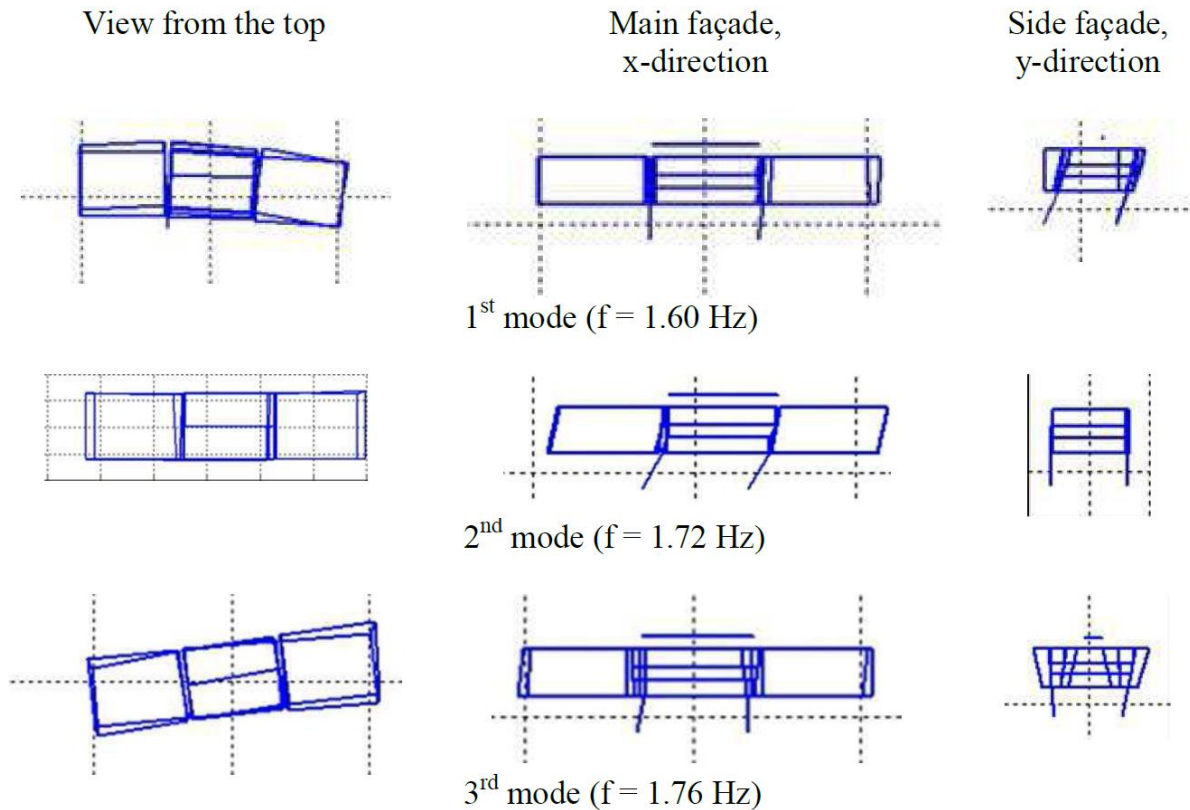 View from the top
Main façade,
x-direction
Side façade,
y-direction
1st mode (f = 1.60 Hz)
2nd mode (f = 1.72 Hz)
3rd mode (f = 1.76 Hz)